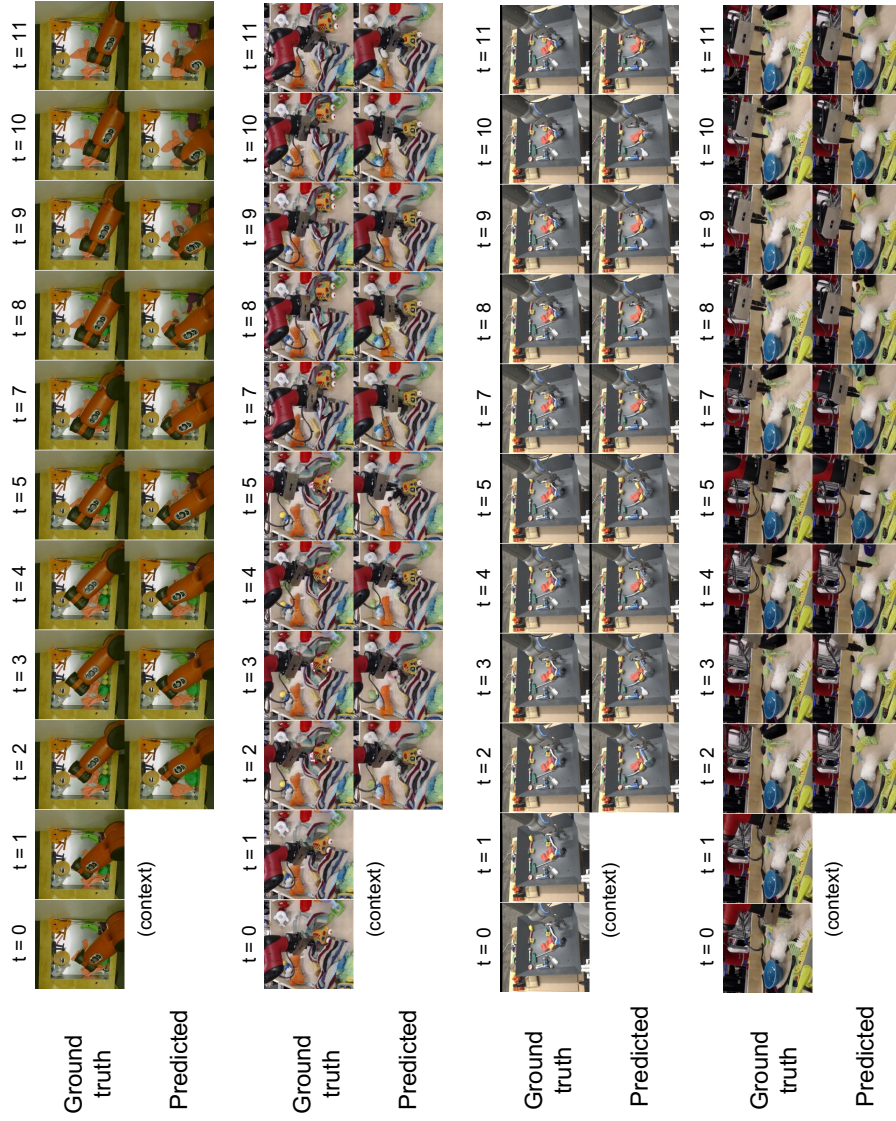 t = 0 t = 1 t = 2 t = 3 t = 4 t = 5 t = 7 t = 8 t = 9 t = 10 t = 11
Ground
truth
(context)
Predicted
t = 0 t = 1 t = 2 t = 3 t = 4 t = 5 t = 7 t = 8 t = 9 t = 10 t = 11
Ground
truth
(context)
Predicted
t = 0 t = 1 t = 2 t = 3 t = 4 t = 5 t = 7 t = 8 t = 9 t = 10 t = 11
Ground
truth
(context)
Predicted
t = 0 t = 1 t = 2 t = 3 t = 4 t = 5 t = 7 t = 8 t = 9 t = 10 t = 11
Ground
truth
(context)
Predicted